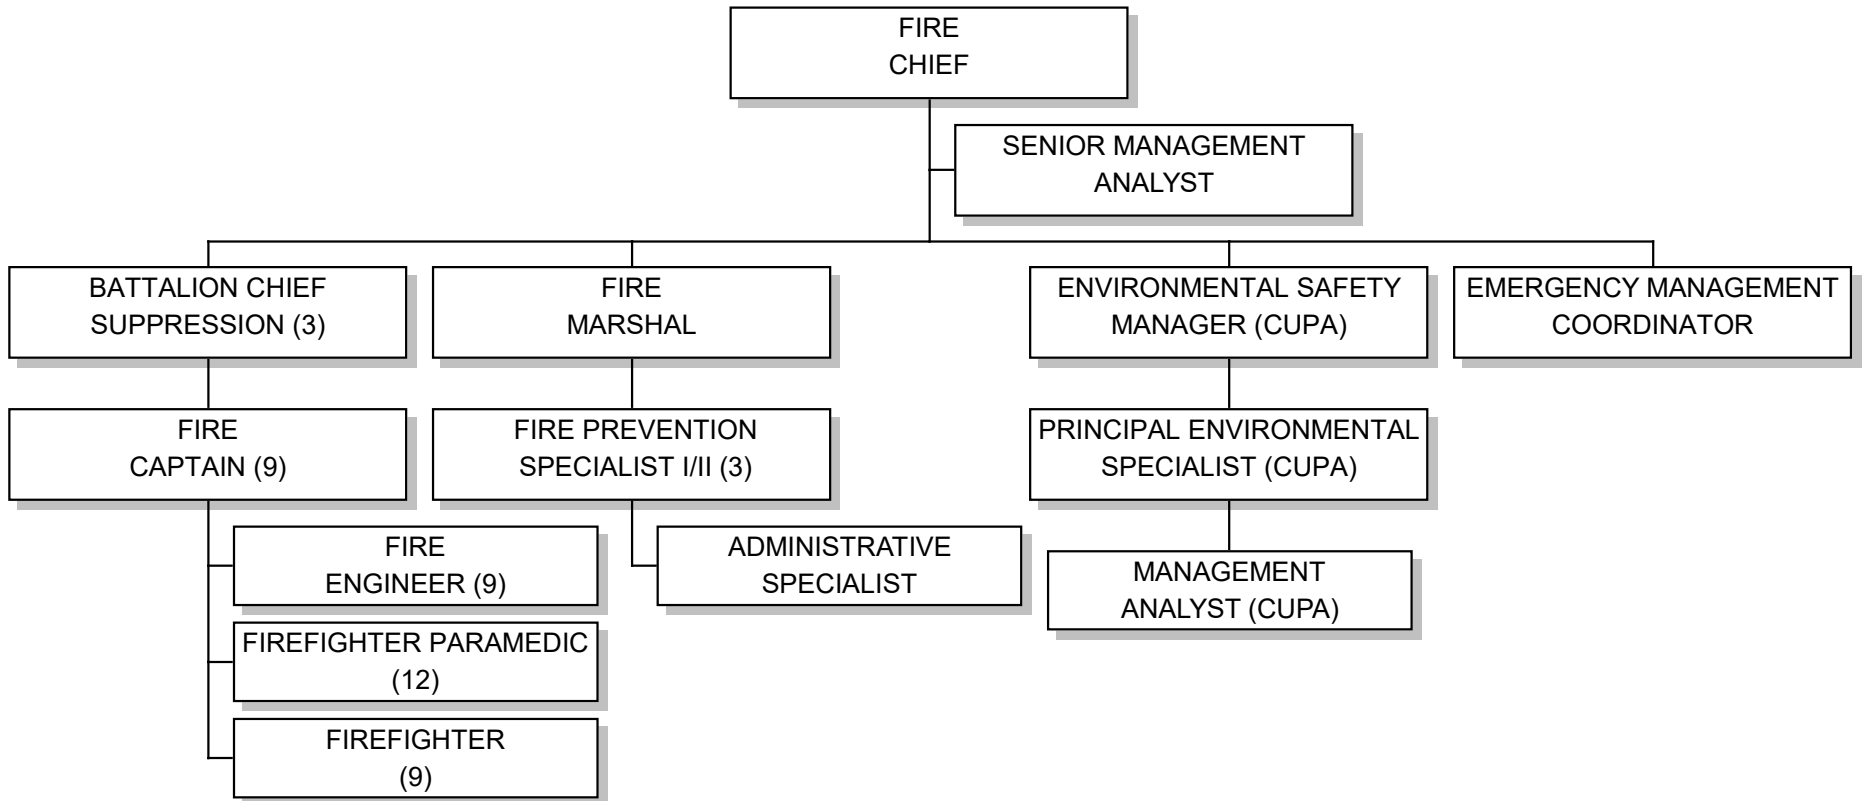 FIRE
CHIEF
SENIOR MANAGEMENT
ANALYST
BATTALION CHIEF
SUPPRESSION (3)
FIRE
MARSHAL
ENVIRONMENTAL SAFETY
MANAGER (CUPA)
EMERGENCY MANAGEMENT
COORDINATOR
FIRE
CAPTAIN (9)
FIRE PREVENTION
SPECIALIST I/II (3)
PRINCIPAL ENVIRONMENTAL
SPECIALIST (CUPA)
FIRE
ENGINEER (9)
ADMINISTRATIVE
SPECIALIST
MANAGEMENT
ANALYST (CUPA)
FIREFIGHTER PARAMEDIC
(12)
FIREFIGHTER
(9)